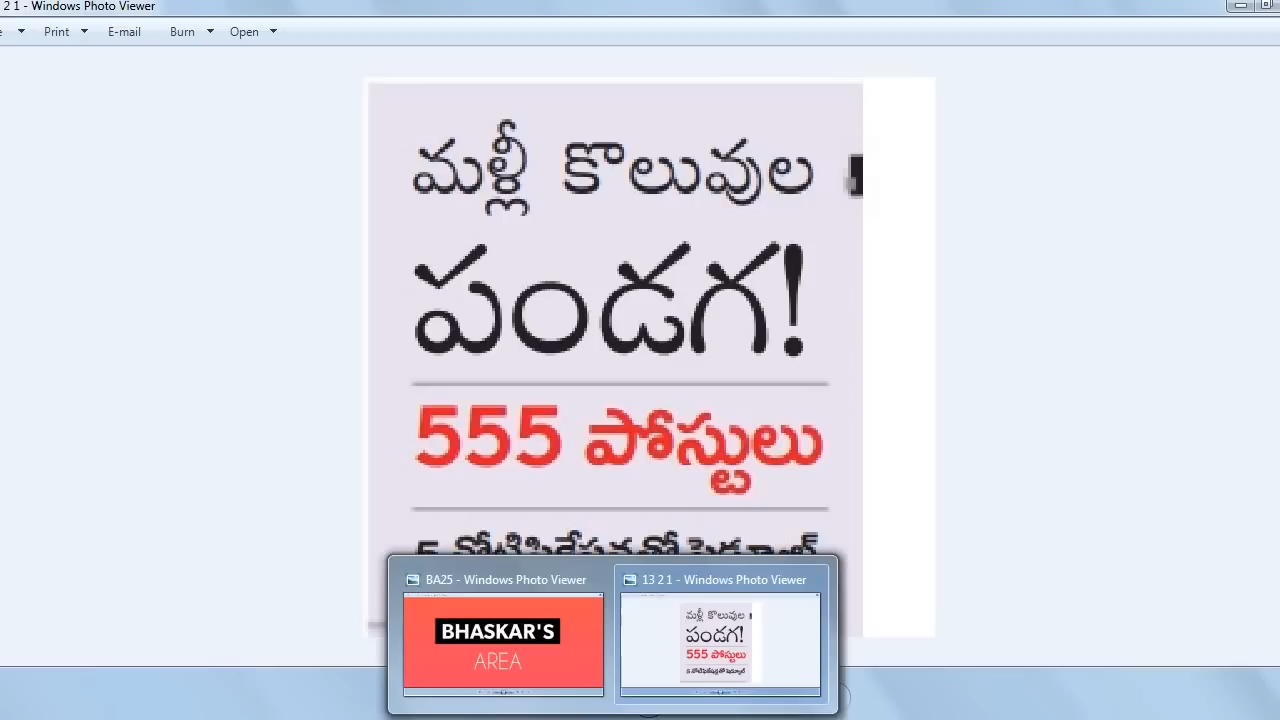 2 1 - Windows Photo Viewer
Print E-mail Burn Open
మళ్లీ కొలువుల
పండగ!
555 పోస్టులు
BA25 - Windows Photo Viewer
13 2 1 - Windows Photo Viewer
BHASKAR'S
AREA
మళ్లీ కొలువుల
పండగ!
555 పోస్టులు